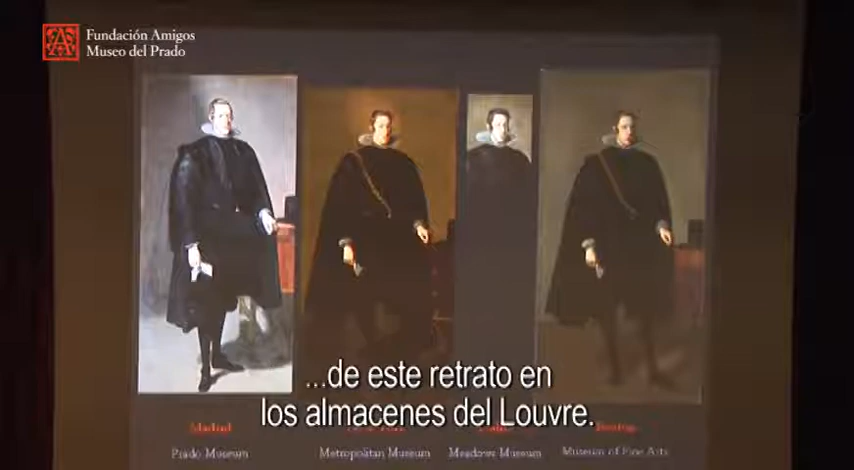 Fundación Amigos
Museo del Prado
...de este retrato en
los almacenes del Louvre.
Madrid
Boston
Prado Museum
Metropolitan Museum
Meadows Museum
Museum of Fine Arts